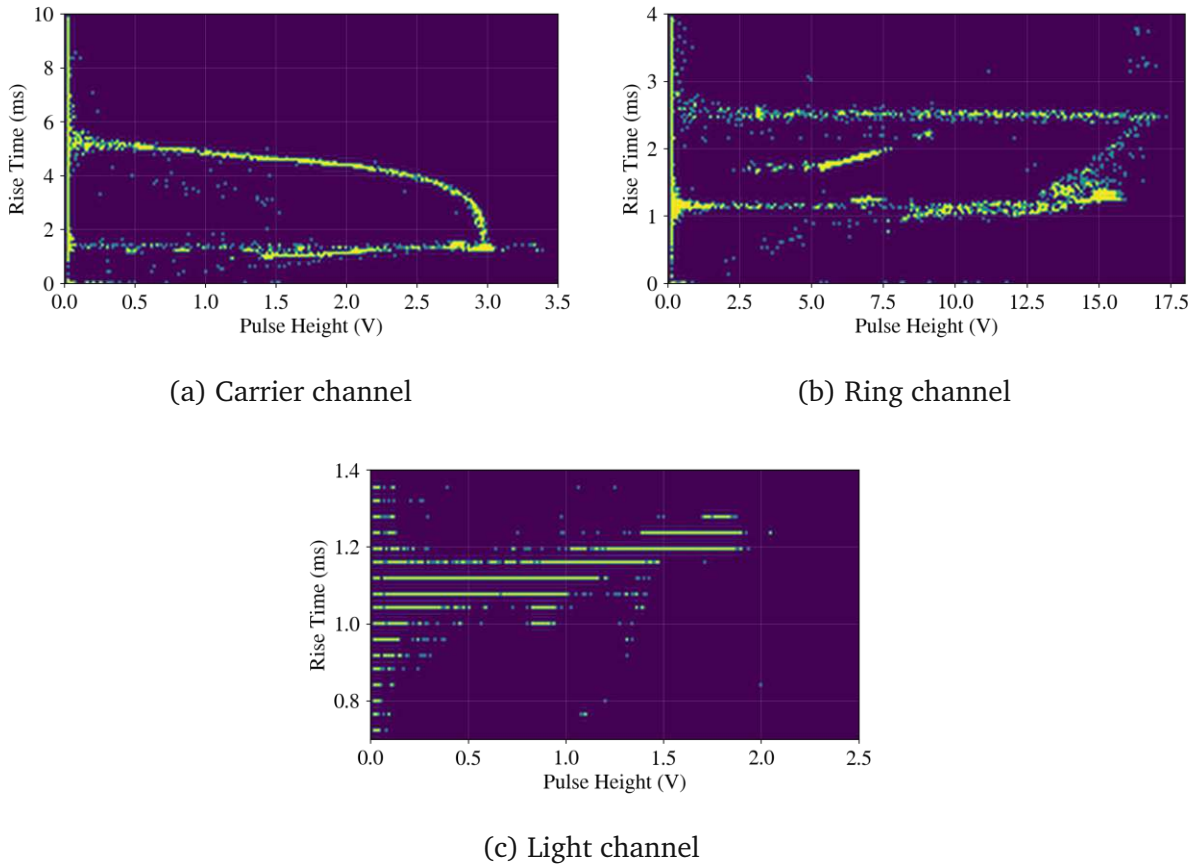 10
8
6
4
2
0
Rise Time (ms)
0.0 0.5 1.0 1.5 2.0 2.5 3.0 3.5
Pulse Height (V)
(a) Carrier channel
4
3
2
1
0
Rise Time (ms)
0.0 2.5 5.0 7.5 10.0 12.5 15.0 17.5
Pulse Height (V)
(b) Ring channel
1.4
1.2
1.0
0.8
Rise Time (ms)
0.0 0.5 1.0 1.5 2.0 2.5
Pulse Height (V)
(c) Light channel